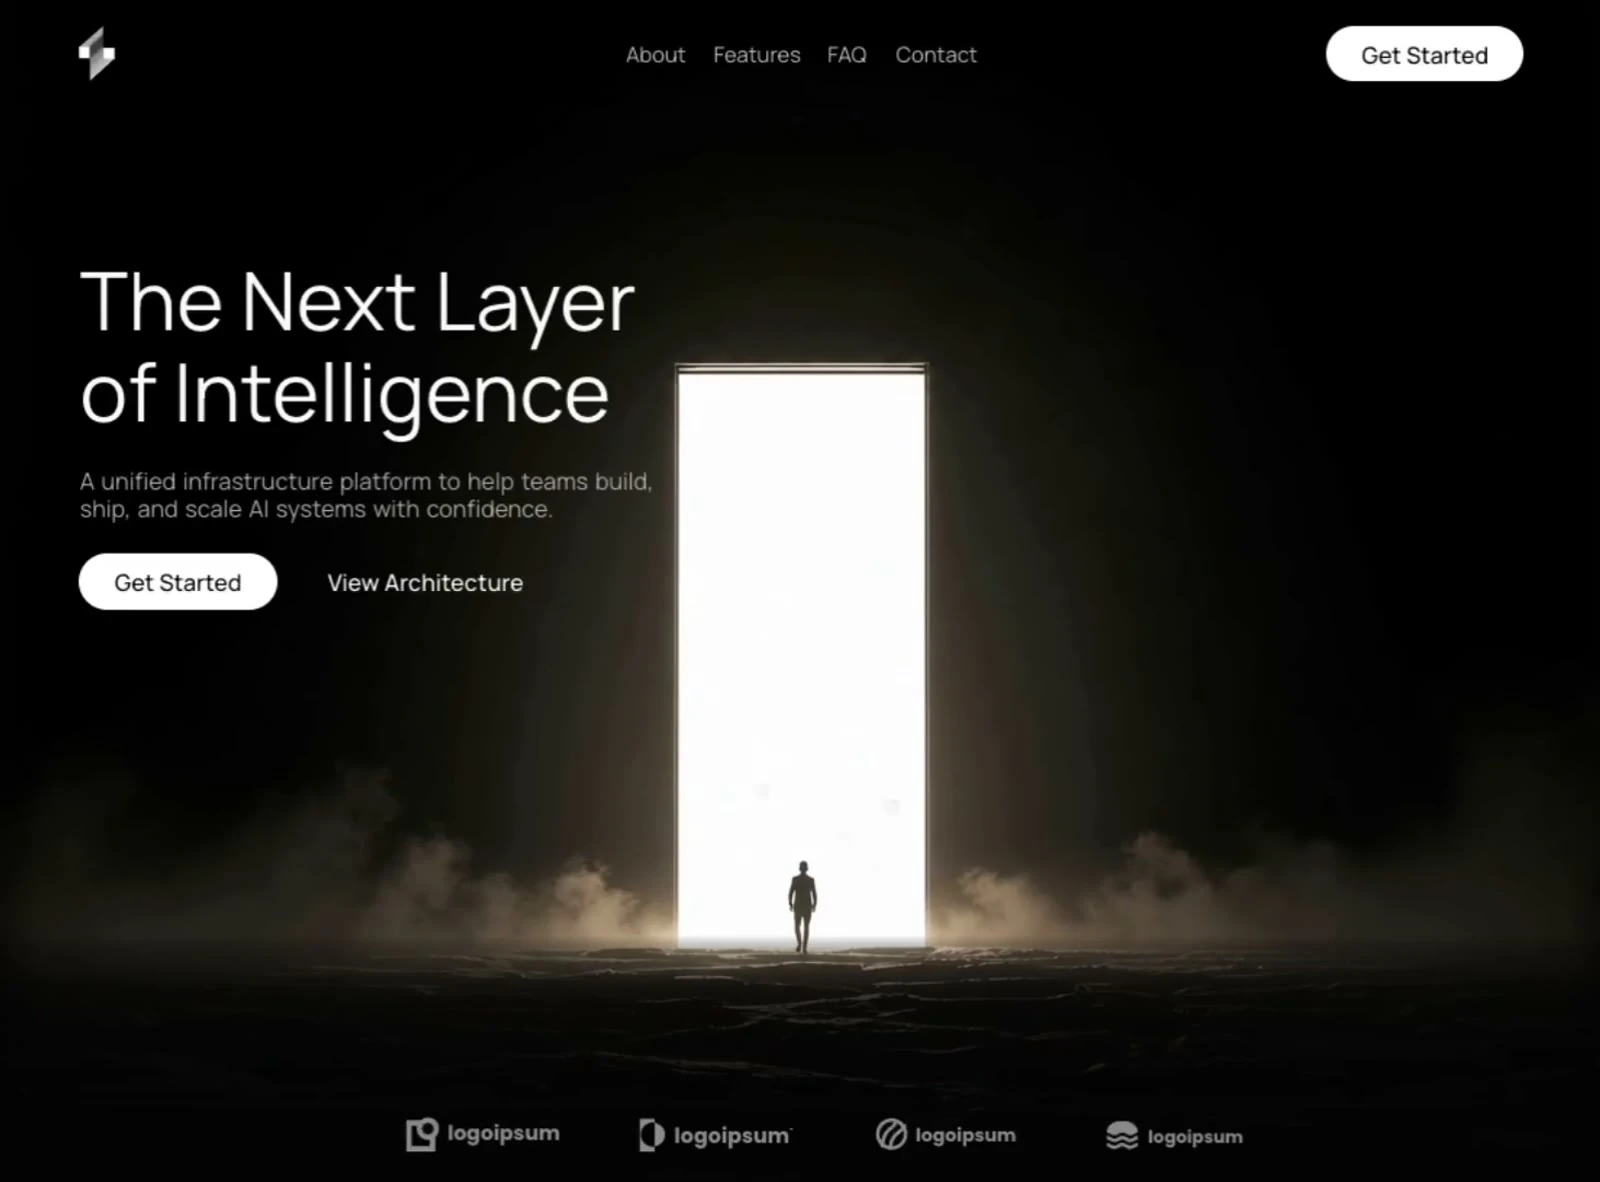 About Features FAQ Contact Get Started
The Next Layer
of Intelligence
A unified infrastructure platform to help teams build,
ship, and scale AI systems with confidence.
Get Started View Architecture
logoipsum logoipsum logoipsum logoipsum